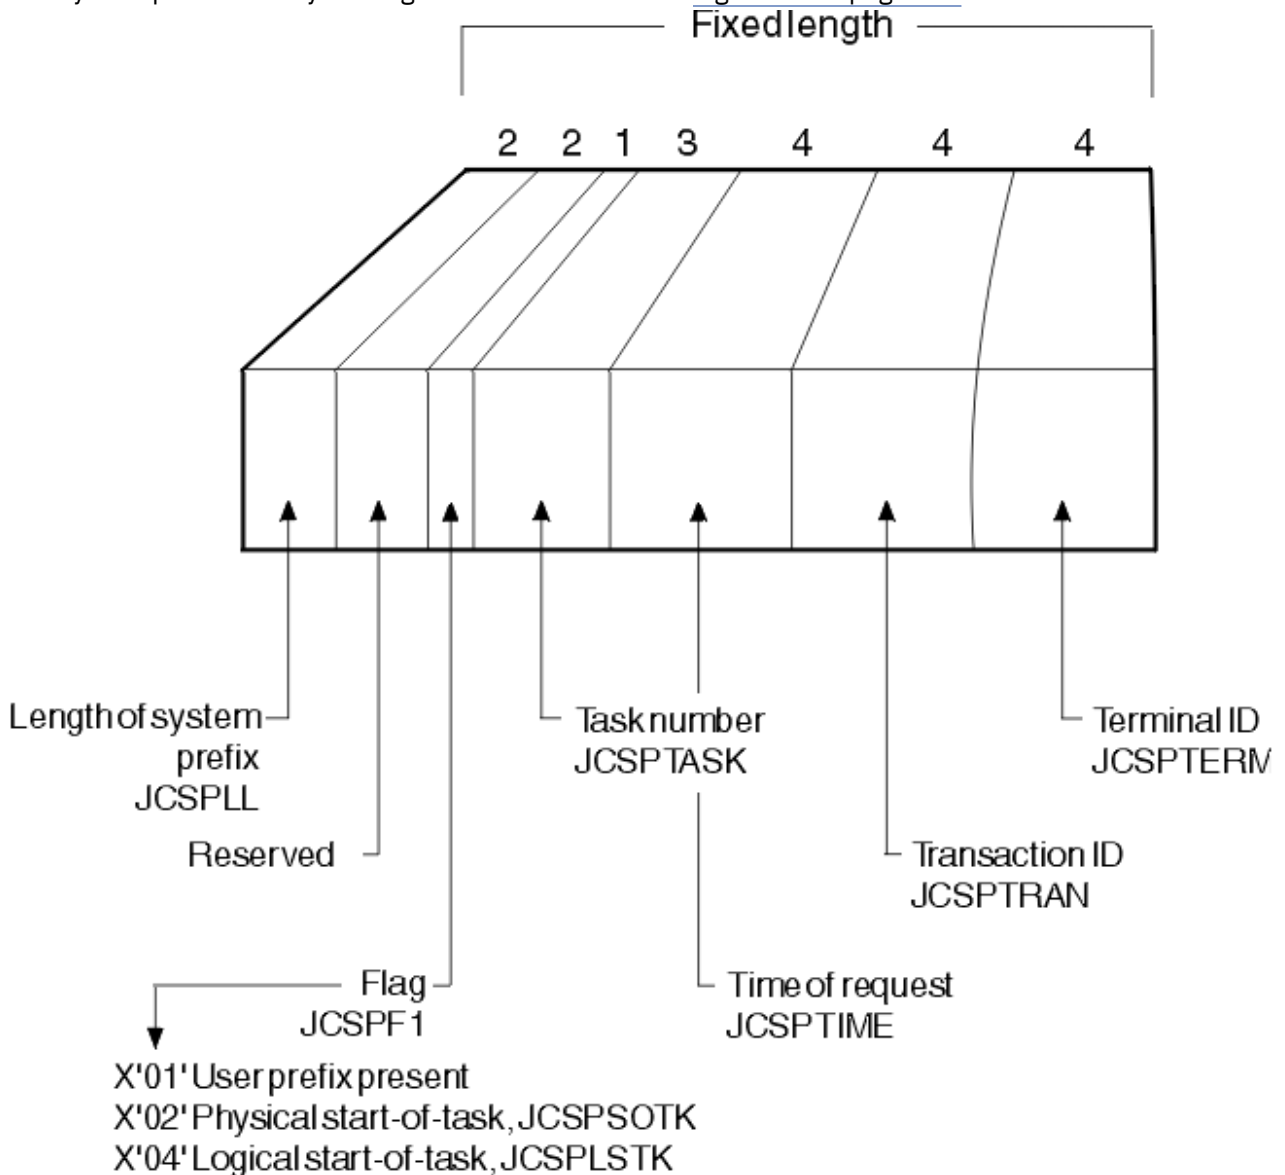 Fixed length
2 2 1 3 4 4 4
Length of system
prefix
JCSPLL
Reserved
Flag
JCSPF1
X'01' User prefix present
X'02' Physical start-of-task, JCSPSOTK
X'04' Logical start-of-task, JCSPLSTK
Task number
JCSPTASK
Time of request
JCSPTIME
Transaction ID
JCSPTRAN
Terminal ID
JCSPTERM